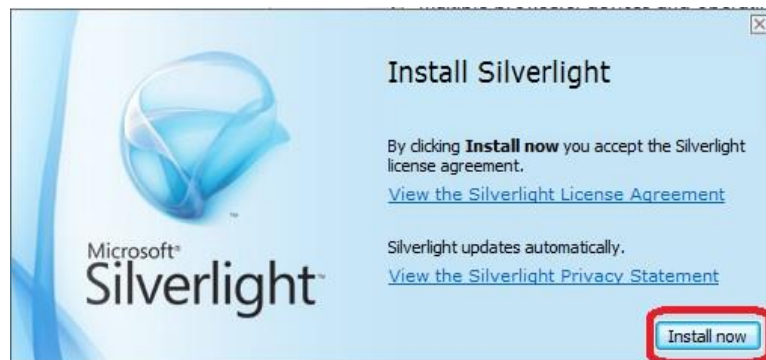 Install Silverlight
By clicking Install now you accept the Silverlight
license agreement.
View the Silverlight License Agreement
Microsoft®
Silverlight™
Silverlight updates automatically.
View the Silverlight Privacy Statement
Install now